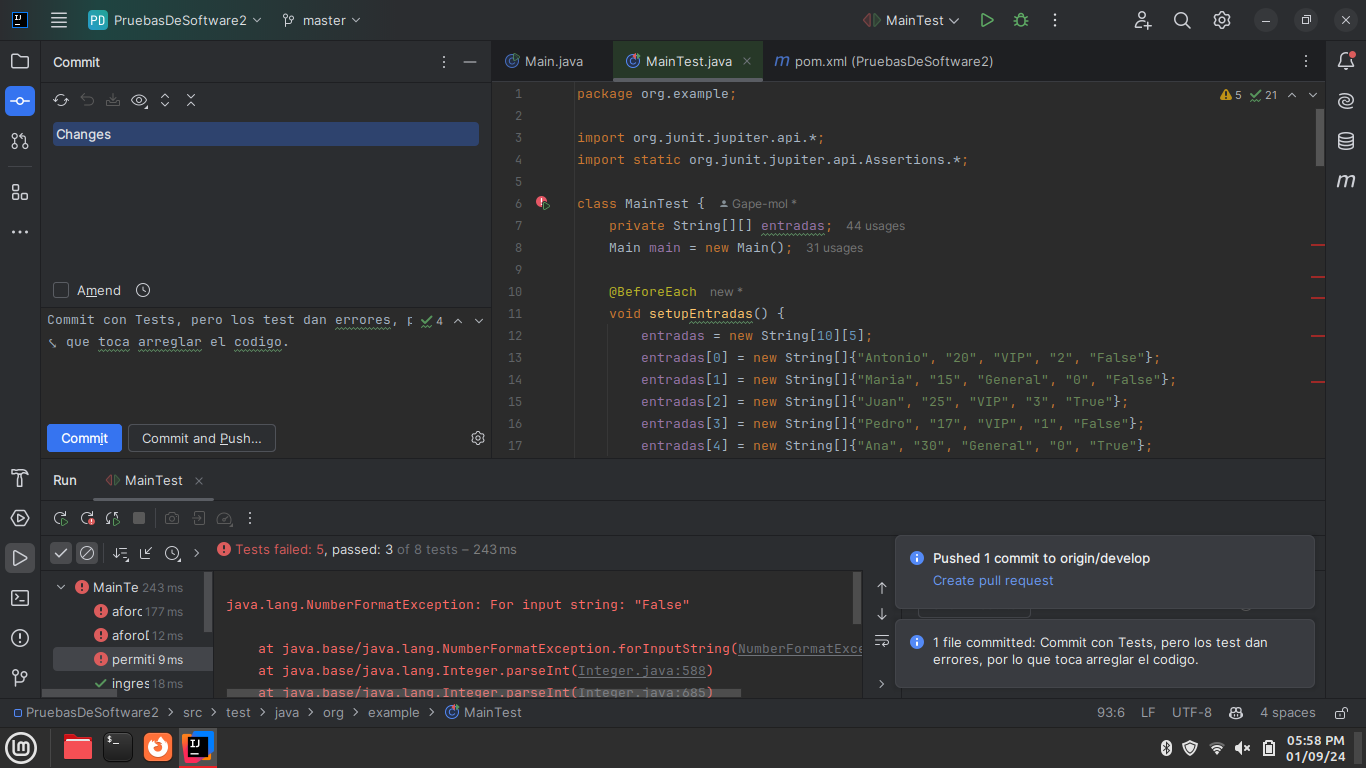 PD PruebasDeSoftware2 master MainTest
Commit
Main.java MainTest.java pom.xml (PruebasDeSoftware2)
Changes
5 21
1 package org.example;
2
3 import org.junit.jupiter.api.*;
4 import static org.junit.jupiter.api.Assertions.*;
5
6 class MainTest { Gape-mol *
7 private String[][] entradas; 44 usages
8 Main main = new Main(); 31 usages
9
10 @BeforeEach new *
11 void setupEntradas() {
12 entradas = new String[10][5];
13 entradas[0] = new String[]{"Antonio", "20", "VIP", "2", "False"};
14 entradas[1] = new String[]{"Maria", "15", "General", "0", "False"};
15 entradas[2] = new String[]{"Juan", "25", "VIP", "3", "True"};
16 entradas[3] = new String[]{"Pedro", "17", "VIP", "1", "False"};
17 entradas[4] = new String[]{"Ana", "30", "General", "0", "True"};
Amend
Commit con Tests, pero los test dan errores, p 4
que toca arreglar el codigo.
Commit Commit and Push...
Run MainTest
Tests failed: 5, passed: 3 of 8 tests – 243 ms
MainTe 243 ms
aforo 177 ms
aforoD 12 ms
permiti 9 ms
ingres 18 ms
java.lang.NumberFormatException: For input string: "False"
at java.base/java.lang.NumberFormatException.forInputString(NumberFormatExce
at java.base/java.lang.Integer.parseInt(Integer.java:588)
at java.base/java.lang.Integer.parseInt(Integer.java:685)
Pushed 1 commit to origin/develop
Create pull request
1 file committed: Commit con Tests, pero los test dan
errores, por lo que toca arreglar el codigo.
PruebasDeSoftware2 > src > test > java > org > example > MainTest
93:6 LF UTF-8 4 spaces
05:58 PM
01/09/24